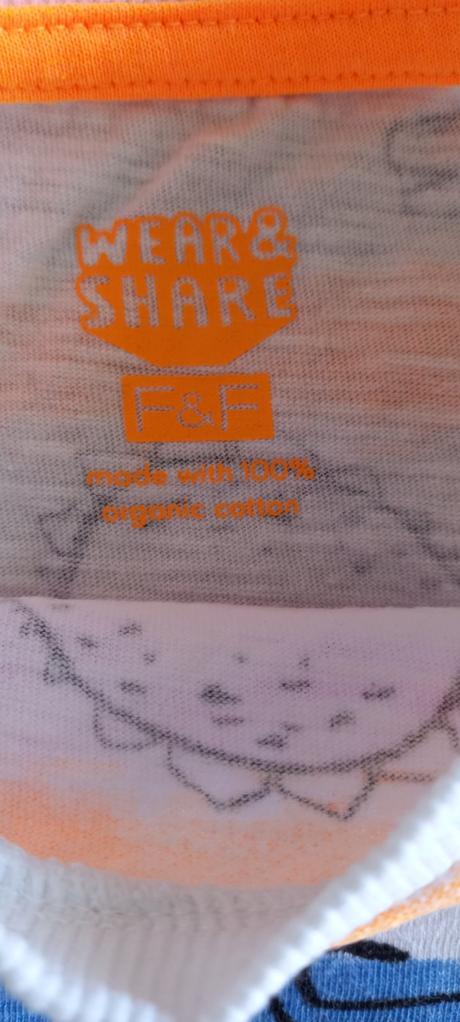 WEAR &
SHARE
F&F
made with 100%
organic cotton